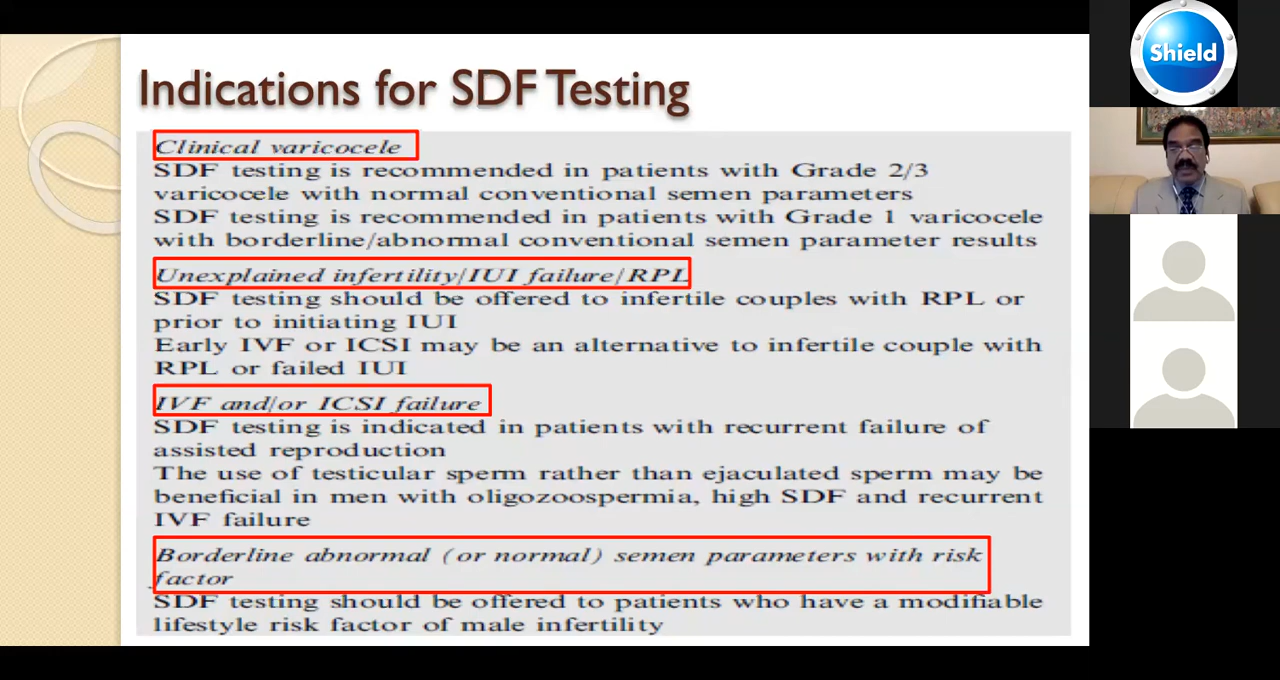 Indications for SDF Testing
Clinical varicocele
SDF testing is recommended in patients with Grade 2/3
varicocele with normal conventional semen parameters
SDF testing is recommended in patients with Grade 1 varicocele
with borderline/abnormal conventional semen parameter results
Unexplained infertility/IUI failure/RPL
SDF testing should be offered to infertile couples with RPL or
prior to initiating IUI
Early IVF or ICSI may be an alternative to infertile couple with
RPL or failed IUI
IVF and/or ICSI failure
SDF testing is indicated in patients with recurrent failure of
assisted reproduction
The use of testicular sperm rather than ejaculated sperm may be
beneficial in men with oligozoospermia, high SDF and recurrent
IVF failure
Borderline abnormal (or normal) semen parameters with risk
factor
SDF testing should be offered to patients who have a modifiable
lifestyle risk factor of male infertility
Shield